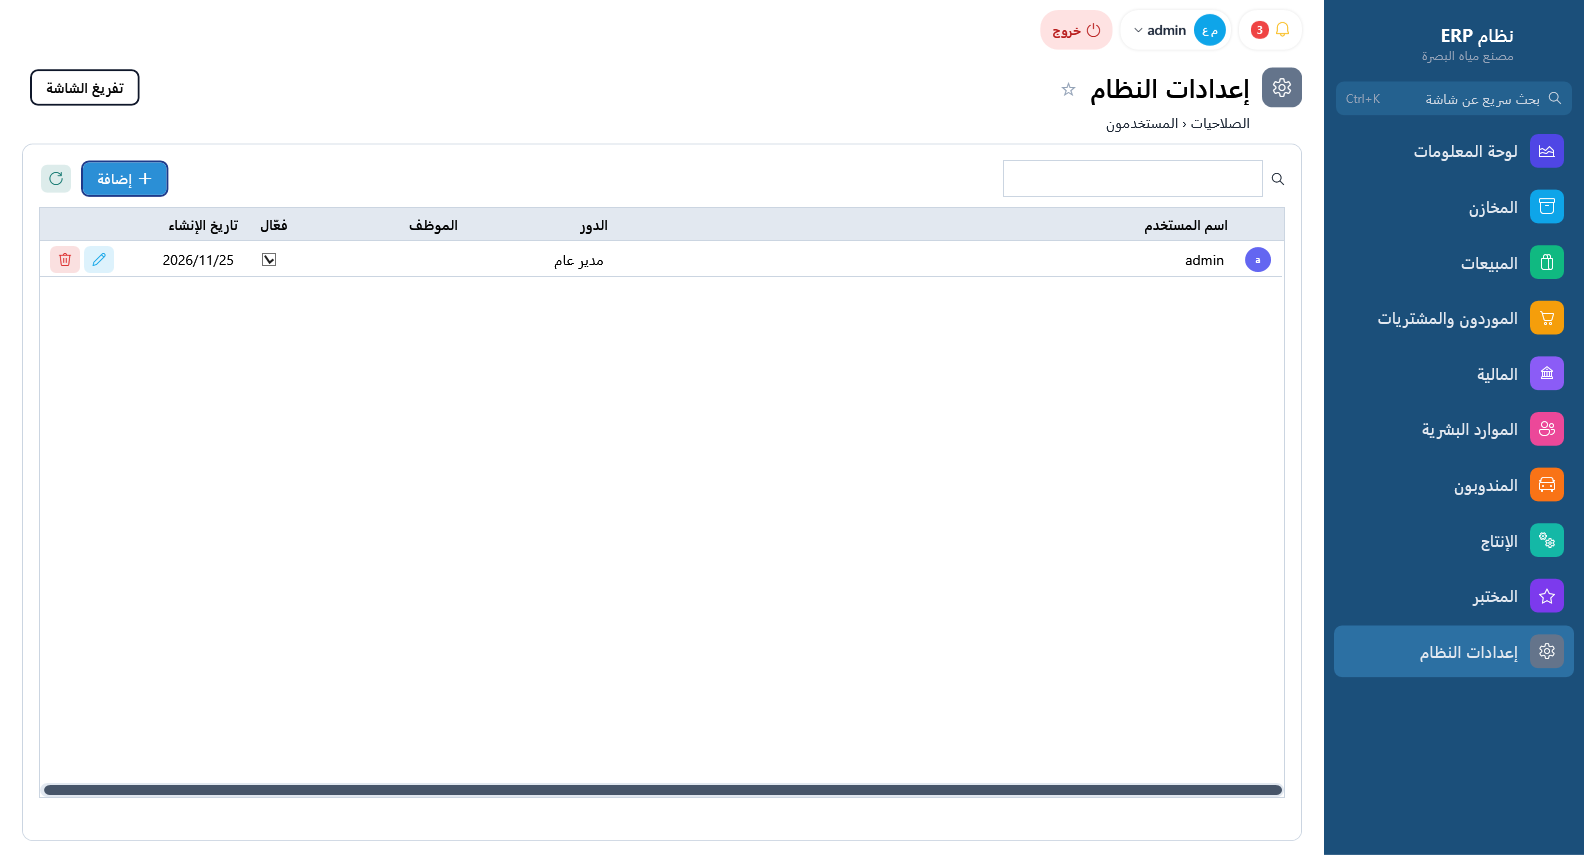 نظام ERP
مصنع مياه البصرة
بحث سريع عن شاشة
Ctrl+K
لوحة المعلومات
المخازن
المبيعات
الموردون والمشتريات
المالية
الموارد البشرية
المندوبون
الإنتاج
المختبر
إعدادات النظام
3
م ع
admin
خروج
إعدادات النظام
الصلاحيات › المستخدمون
تفريغ الشاشة
إضافة
اسم المستخدم الدور الموظف فعّال تاريخ الإنشاء
a admin مدير عام 2026/11/25